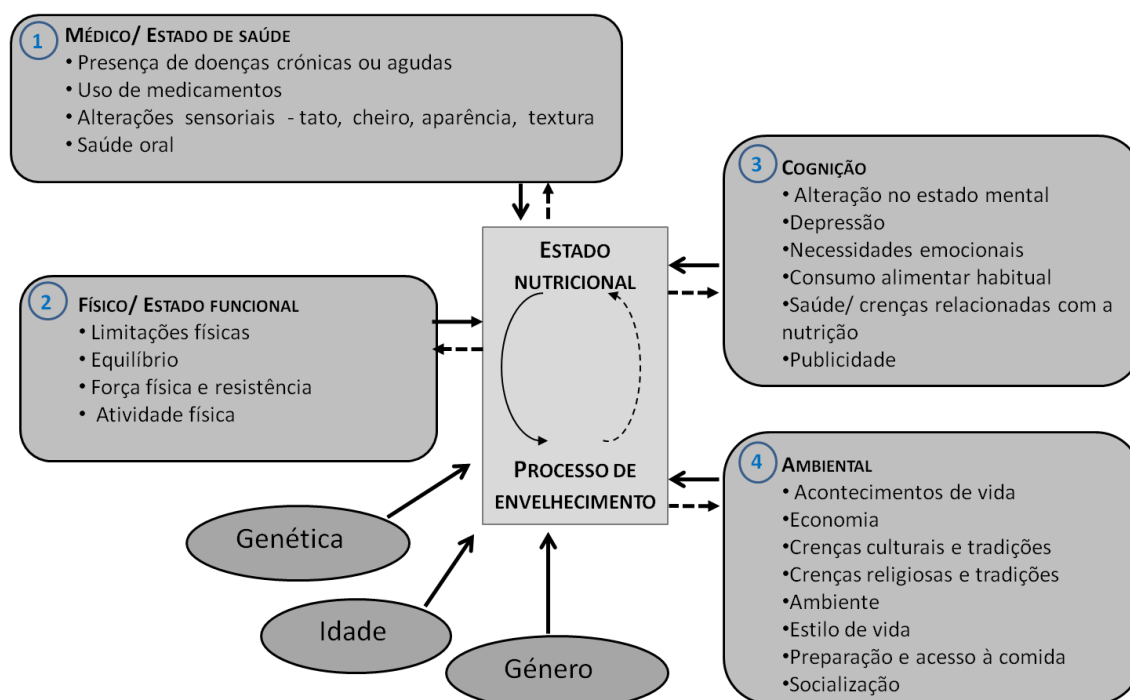 1
MÉDICO/ ESTADO DE SAÚDE
• Presença de doenças crónicas ou agudas
• Uso de medicamentos
• Alterações sensoriais - tato, cheiro, aparência, textura
• Saúde oral
2
FÍSICO/ ESTADO FUNCIONAL
• Limitações físicas
• Equilíbrio
• Força física e resistência
• Atividade física
ESTADO
NUTRICIONAL
PROCESSO DE
ENVELHECIMENTO
3
COGNIÇÃO
• Alteração no estado mental
•Depressão
•Necessidades emocionais
•Consumo alimentar habitual
•Saúde/ crenças relacionadas com a
nutrição
•Publicidade
4
AMBIENTAL
• Acontecimentos de vida
•Economia
•Crenças culturais e tradições
•Crenças religiosas e tradições
•Ambiente
•Estilo de vida
•Preparação e acesso à comida
•Socialização
Genética
Idade
Género